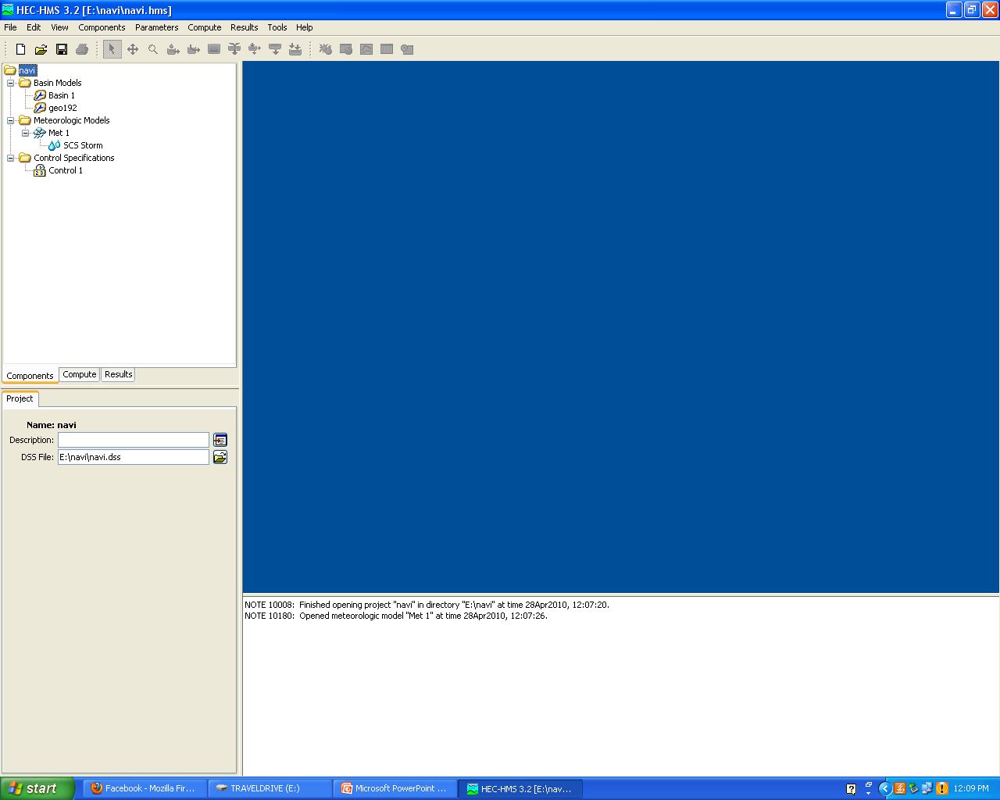 HEC-HMS 3.2 [E:\navi\navi.hms]
File Edit View Components Parameters Compute Results Tools Help
navi
Basin Models
Basin 1
geo192
Meteorologic Models
Met 1
SCS Storm
Control Specifications
Control 1
Components Compute Results
Project
Name: navi
Description:
DSS File: E:\navi\navi.dss
NOTE 10008: Finished opening project "navi" in directory "E:\navi" at time 28Apr2010, 12:07:20.
NOTE 10180: Opened meteorologic model "Met 1" at time 28Apr2010, 12:07:26.
start Facebook - Mozilla Fir... TRAVELDRIVE (E:) Microsoft PowerPoint ... HEC-HMS 3.2 [E:\nav... 12:09 PM